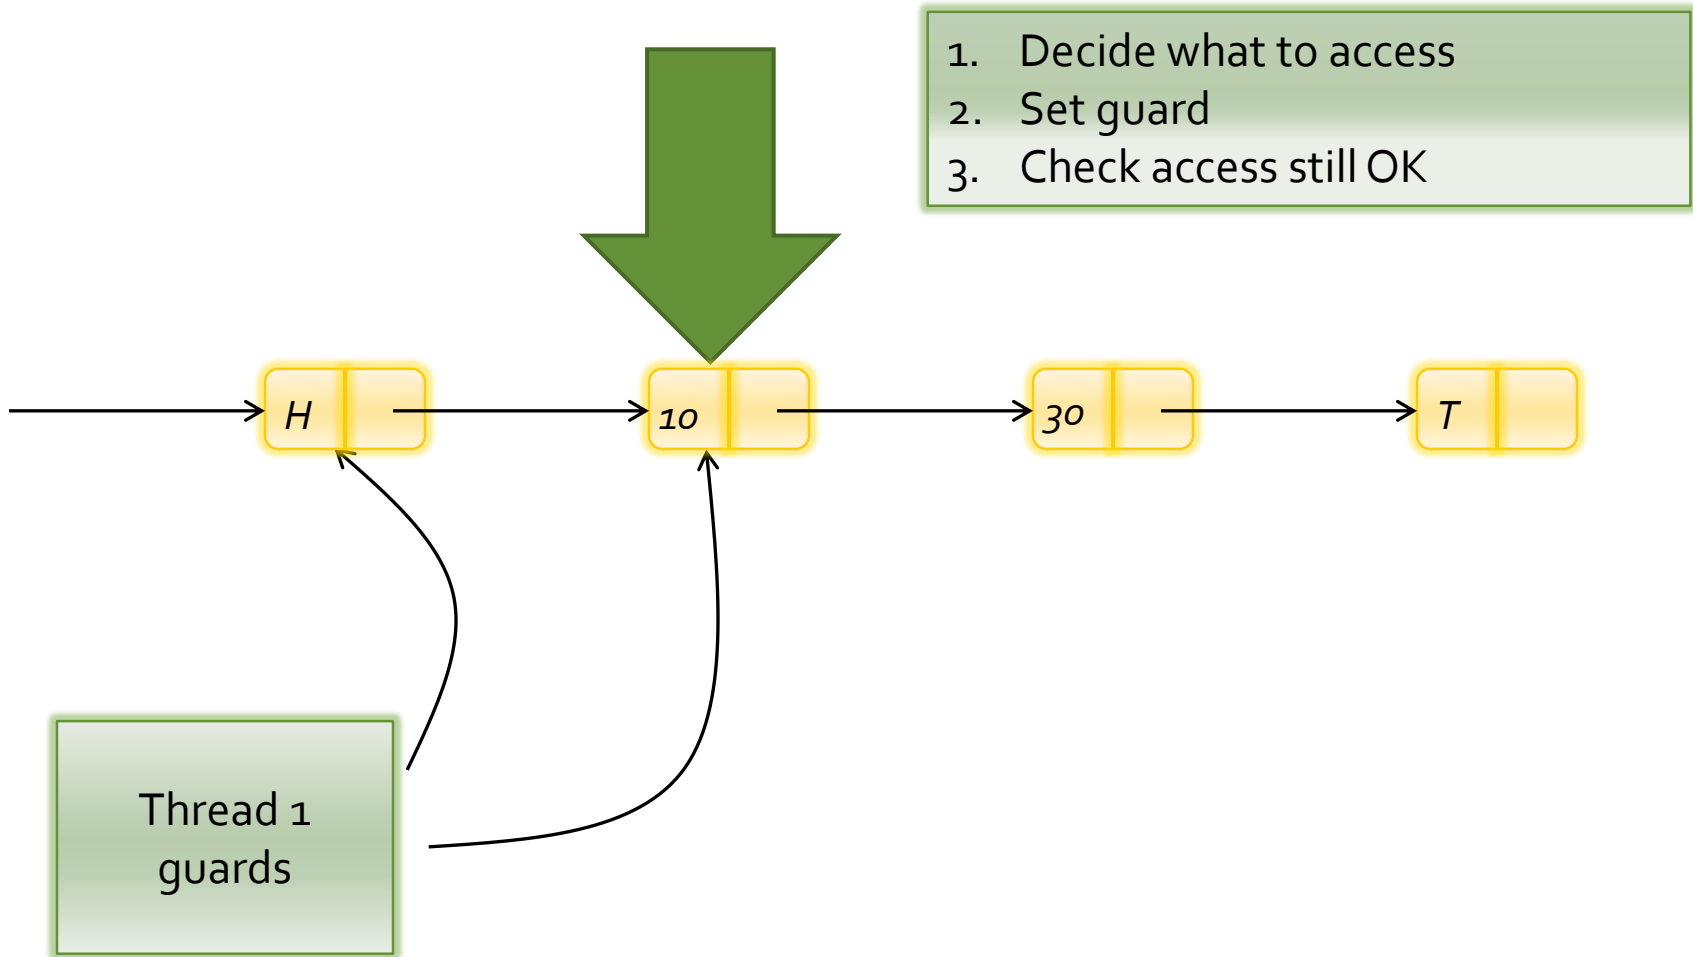 1. Decide what to access
2. Set guard
3. Check access still OK
H
10
30
T
Thread 1
guards